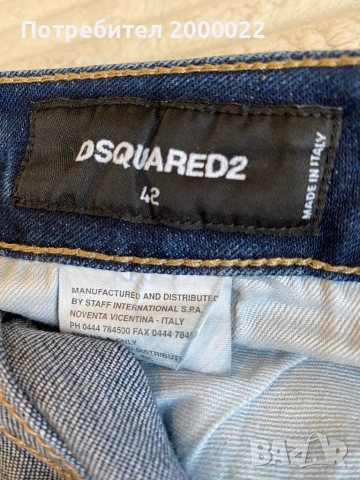 Потребител 2000022
DSQUARED2
42
MADE IN ITALY
MANUFACTURED AND DISTRIBUTED
BY STAFF INTERNATIONAL S.P.A.
NOVENTA VICENTINA - ITALY
PH 0444 784500 FAX 0444 784
DISTRIBUT
BAZAR